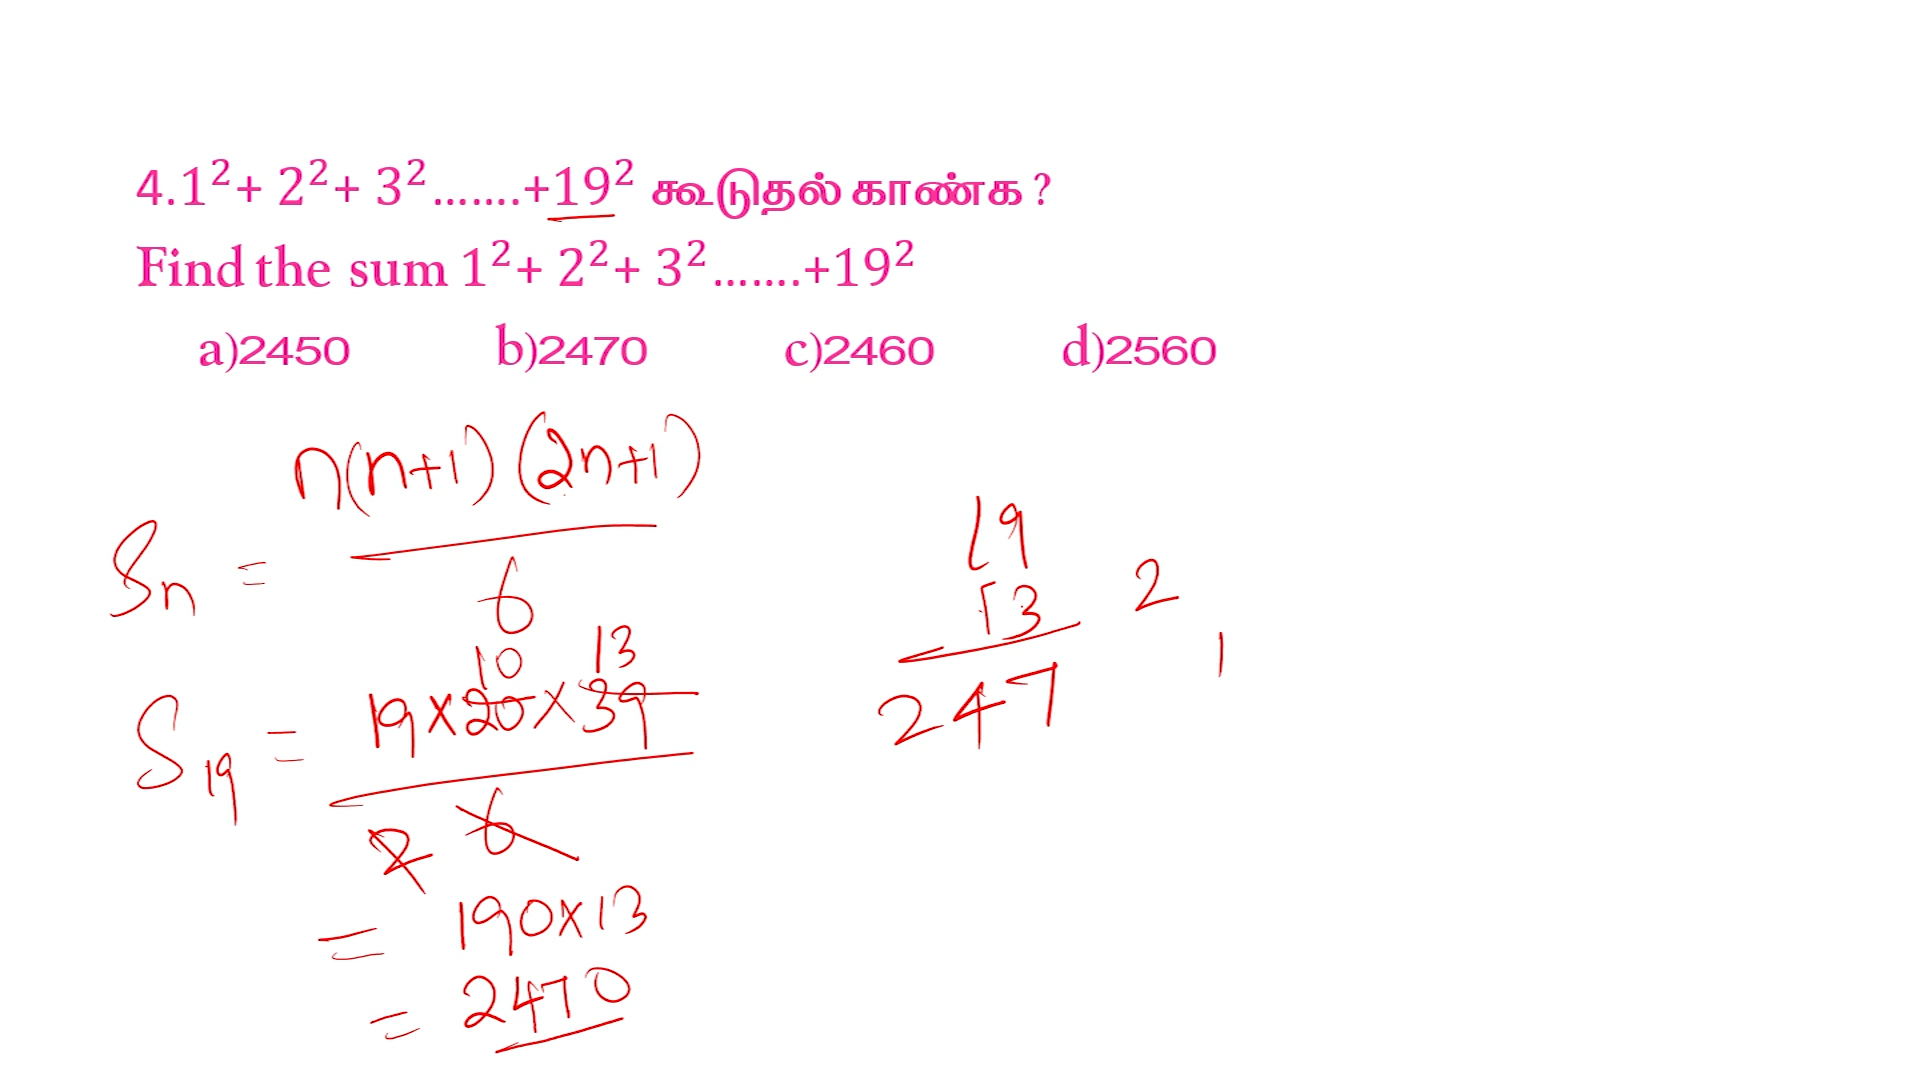 4.1²+ 2²+ 3².......+19² கூடுதல் காண்க ?
Find the sum 1²+ 2²+ 3².......+19²
a)2450 b)2470 c)2460 d)2560
Sn = n(n+1) (2n+1) / 6
S19 = 19 × 20 × 39 / 6
10 13
2
= 190×13
= 2470
19
13
247
2
1